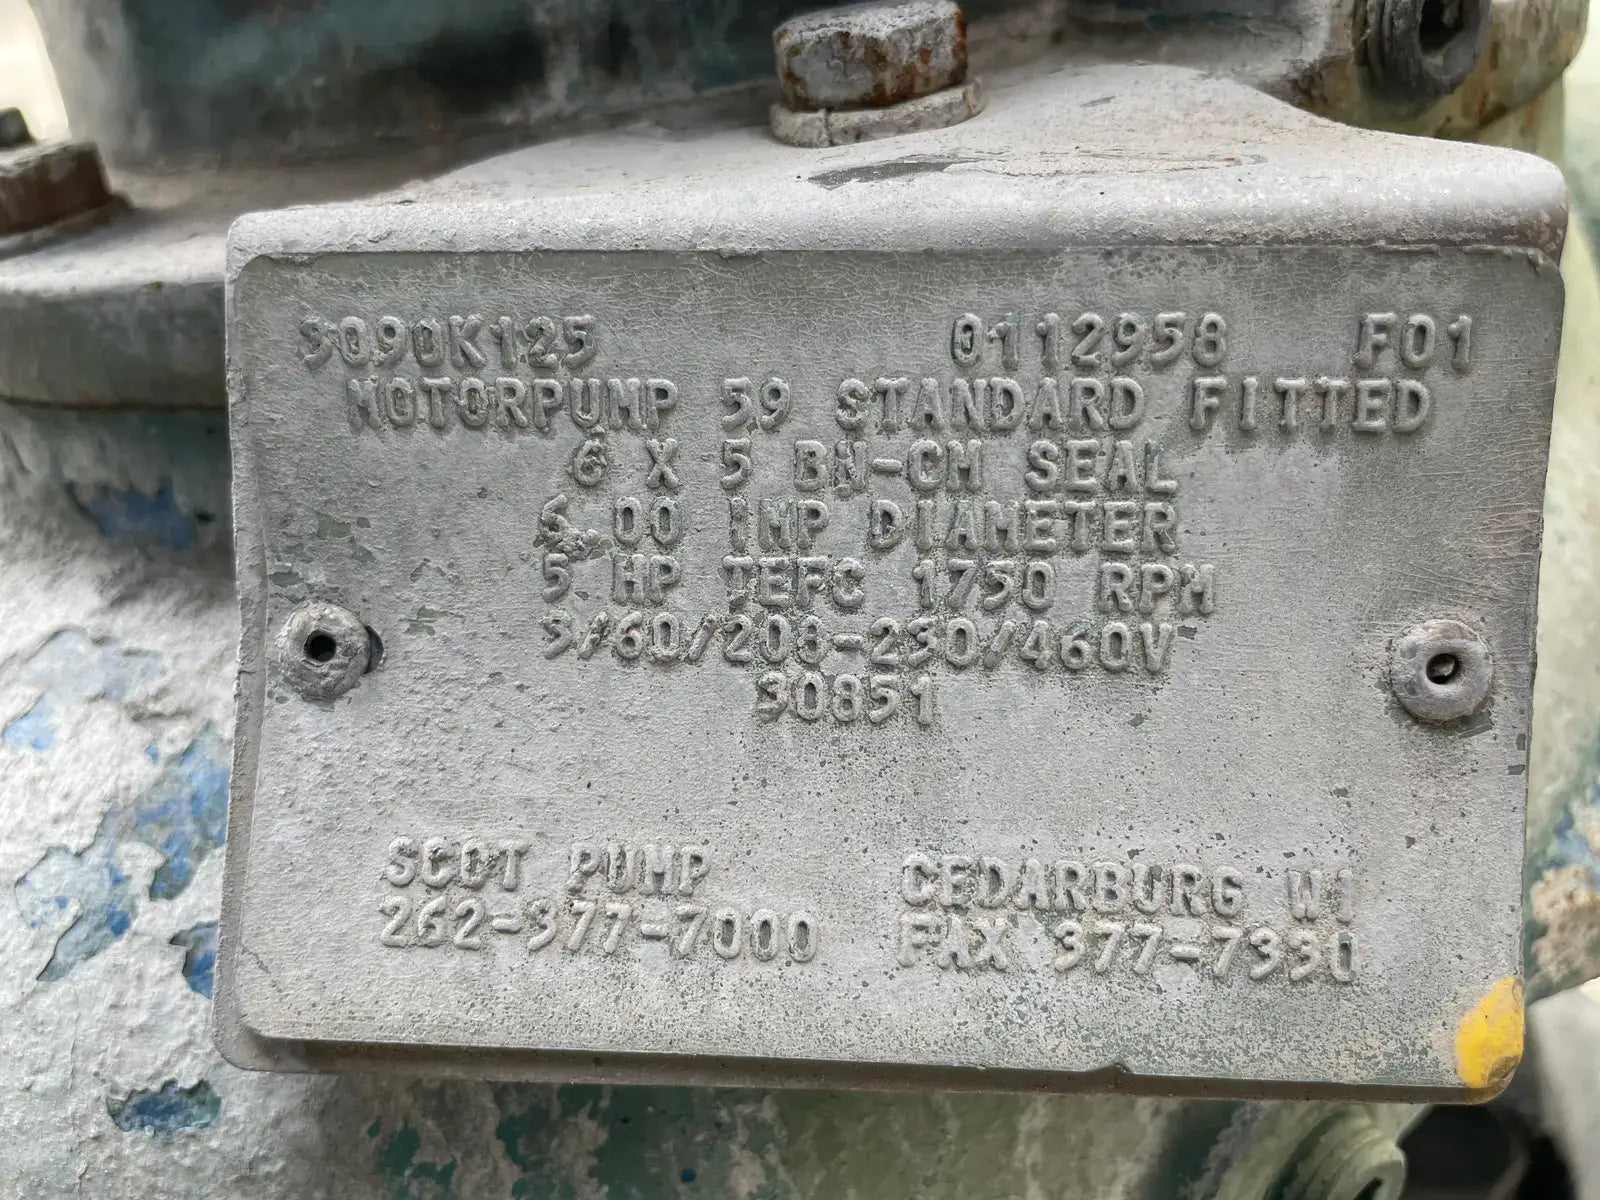 3090K125 0112958 F01
MOTORPUMP 59 STANDARD FITTED
6 X 5 BN-CM SEAL
6.00 IMP DIAMETER
5 HP TEFC 1750 RPM
3/60/208-230/460V
30851
SCOT PUMP CEDARBURG WI
262-377-7000 FAX 377-7330